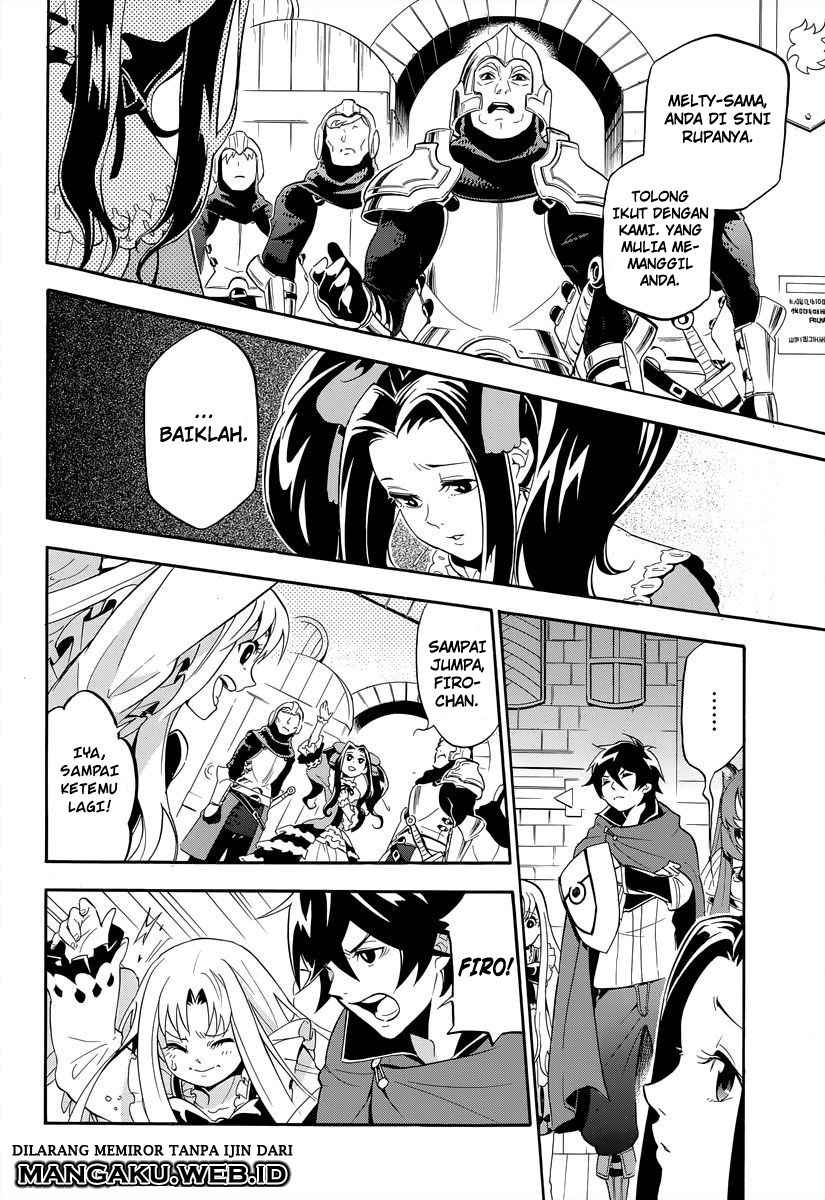 MELTY-SAMA,
ANDA DI SINI
RUPANYA.
TOLONG
IKUT DENGAN
KAMI. YANG
MULIA ME-
MANGGIL
ANDA.
...
BAIKLAH.
......
SAMPAI
JUMPA,
FIRO-
CHAN.
IYA,
SAMPAI
KETEMU
LAGI!
FIRO!
DILARANG MEMIROR TANPA IJIN DARI
MANGAKU.WEB.ID